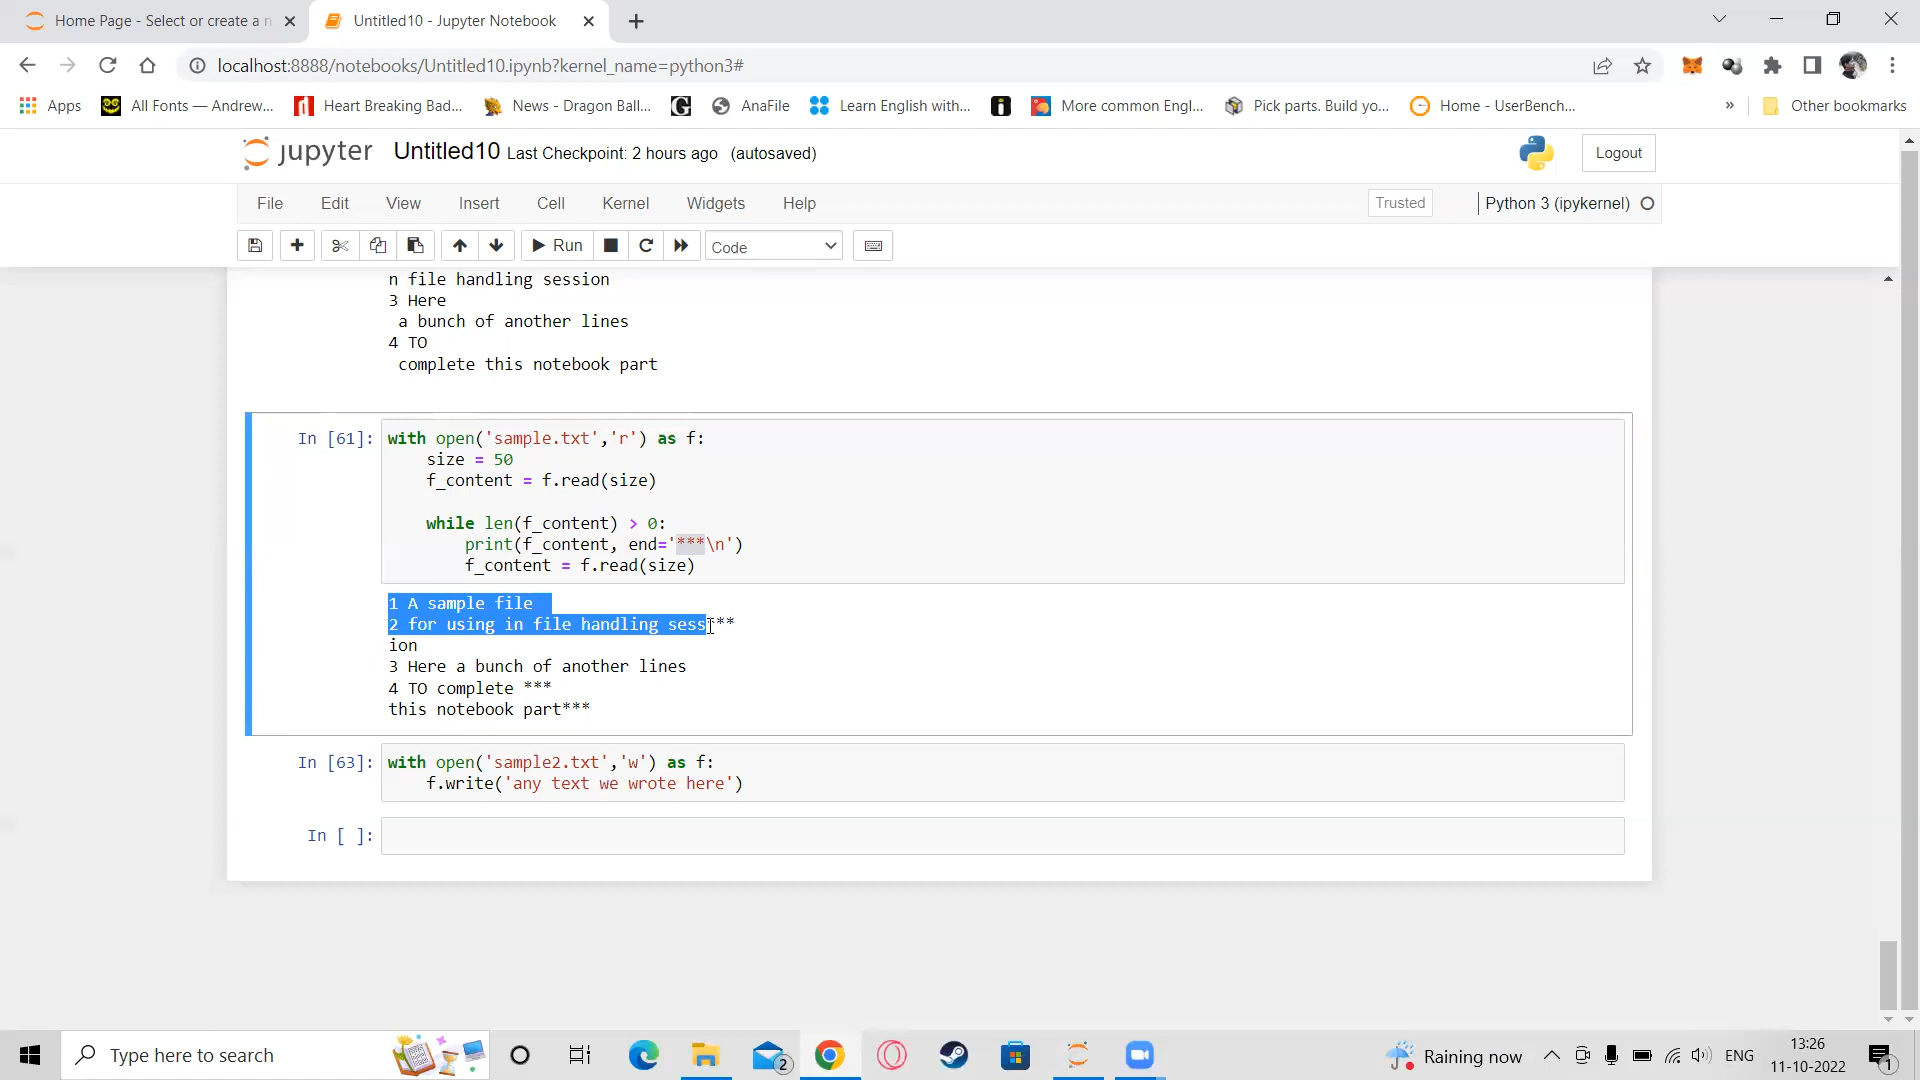 Home Page - Select or create a n
Untitled10 - Jupyter Notebook
localhost:8888/notebooks/Untitled10.ipynb?kernel_name=python3#
Apps All Fonts — Andrew... Heart Breaking Bad... News - Dragon Ball... G AnaFile Learn English with... More common Engl... Pick parts. Build yo... Home - UserBench... » Other bookmarks
jupyter Untitled10 Last Checkpoint: 2 hours ago (autosaved) Logout
File Edit View Insert Cell Kernel Widgets Help Trusted Python 3 (ipykernel)
Run Code
n file handling session
3 Here
 a bunch of another lines
4 TO
 complete this notebook part
In [61]: with open('sample.txt','r') as f:
    size = 50
    f_content = f.read(size)
    while len(f_content) > 0:
        print(f_content, end='***\n')
        f_content = f.read(size)
1 A sample file
2 for using in file handling sess***
ion
3 Here a bunch of another lines
4 TO complete ***
this notebook part***
In [63]: with open('sample2.txt','w') as f:
    f.write('any text we wrote here')
In [ ]:
Type here to search 2 Raining now ENG 13:26
11-10-2022 1